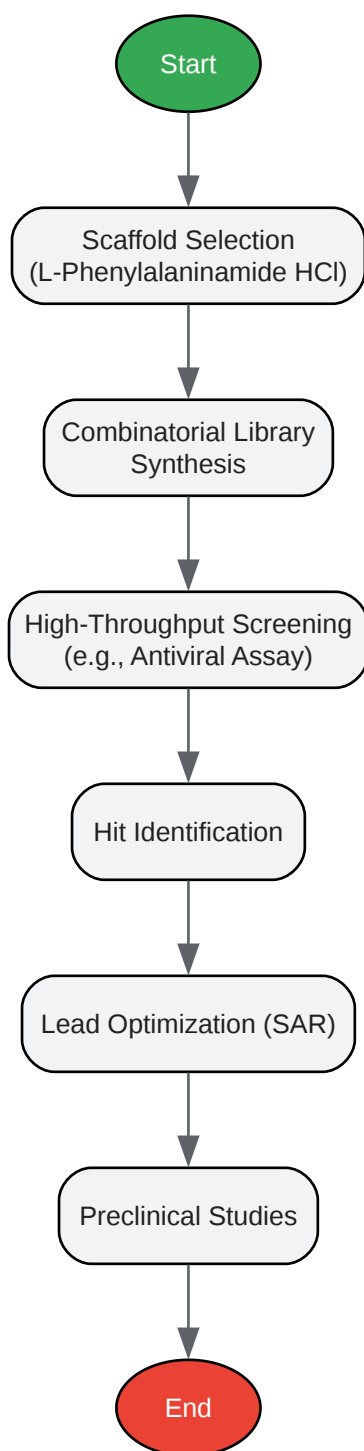 Start
Scaffold Selection
(L-Phenylalaninamide HCl)
Combinatorial Library
Synthesis
High-Throughput Screening
(e.g., Antiviral Assay)
Hit Identification
Lead Optimization (SAR)
Preclinical Studies
End